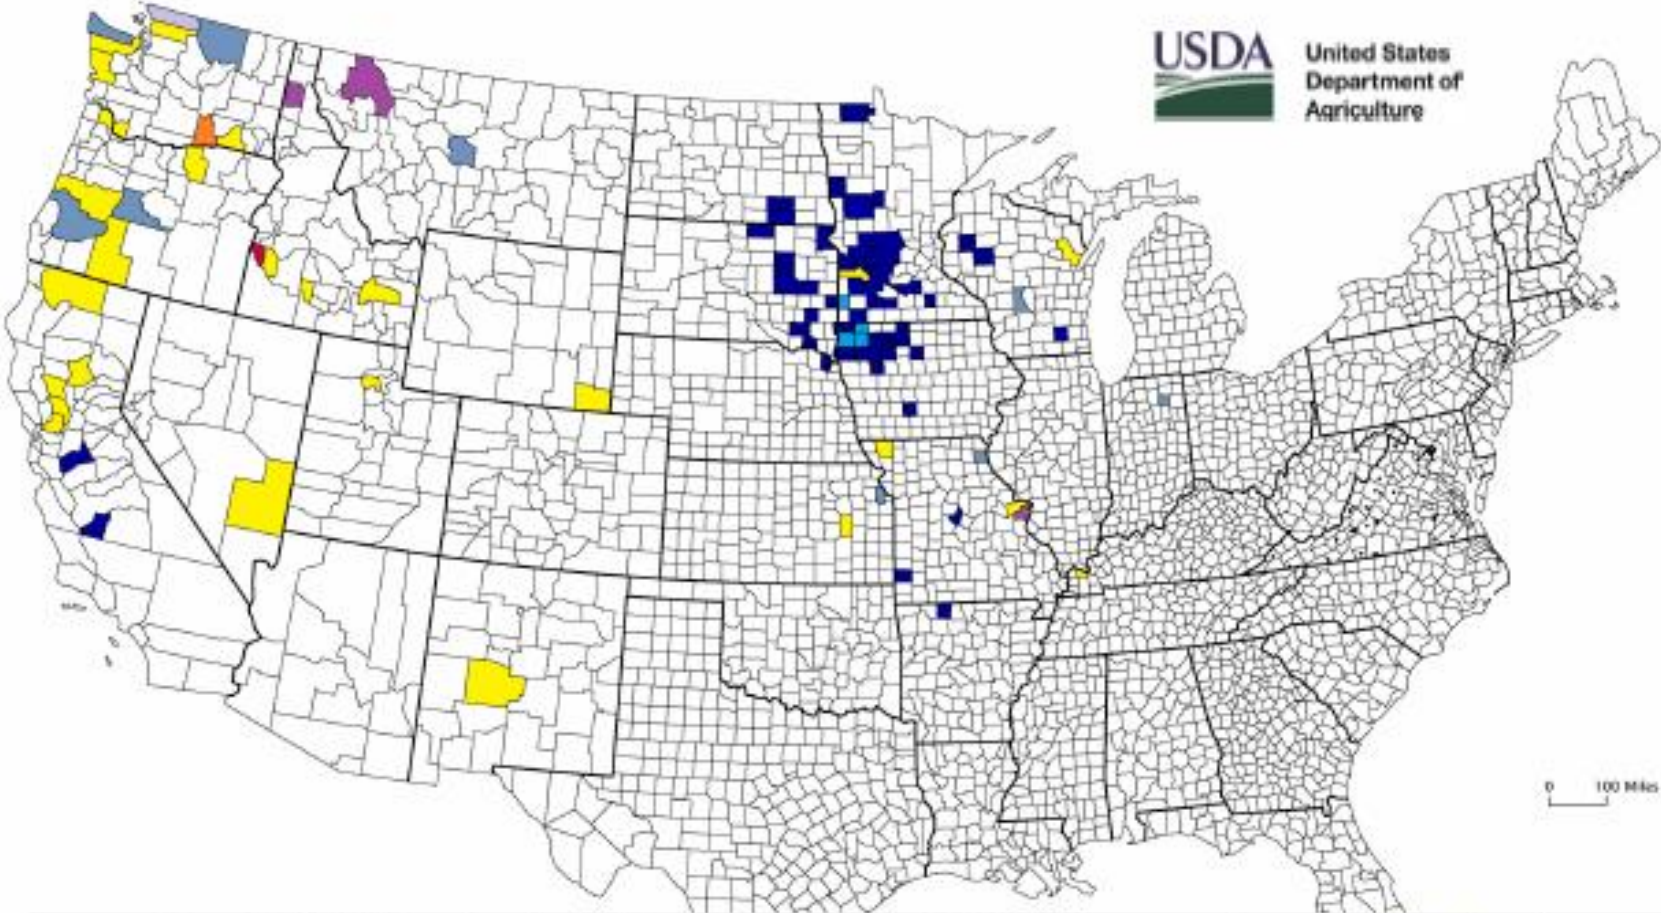 USDA
United States
Department of
Agriculture
0 100 Miles